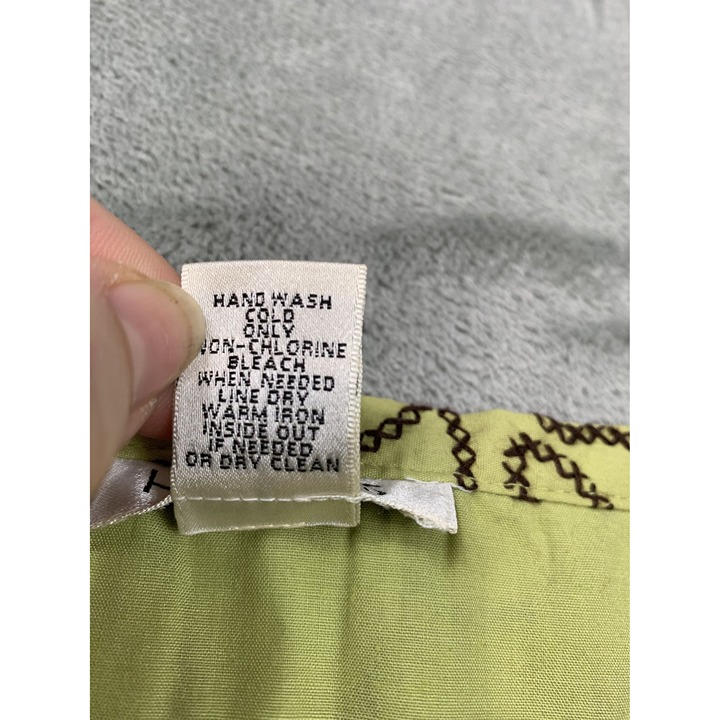 HAND WASH
COLD
ONLY
NON-CHLORINE
BLEACH
WHEN NEEDED
LINE DRY
WARM IRON
INSIDE OUT
IF NEEDED
OR DRY CLEAN